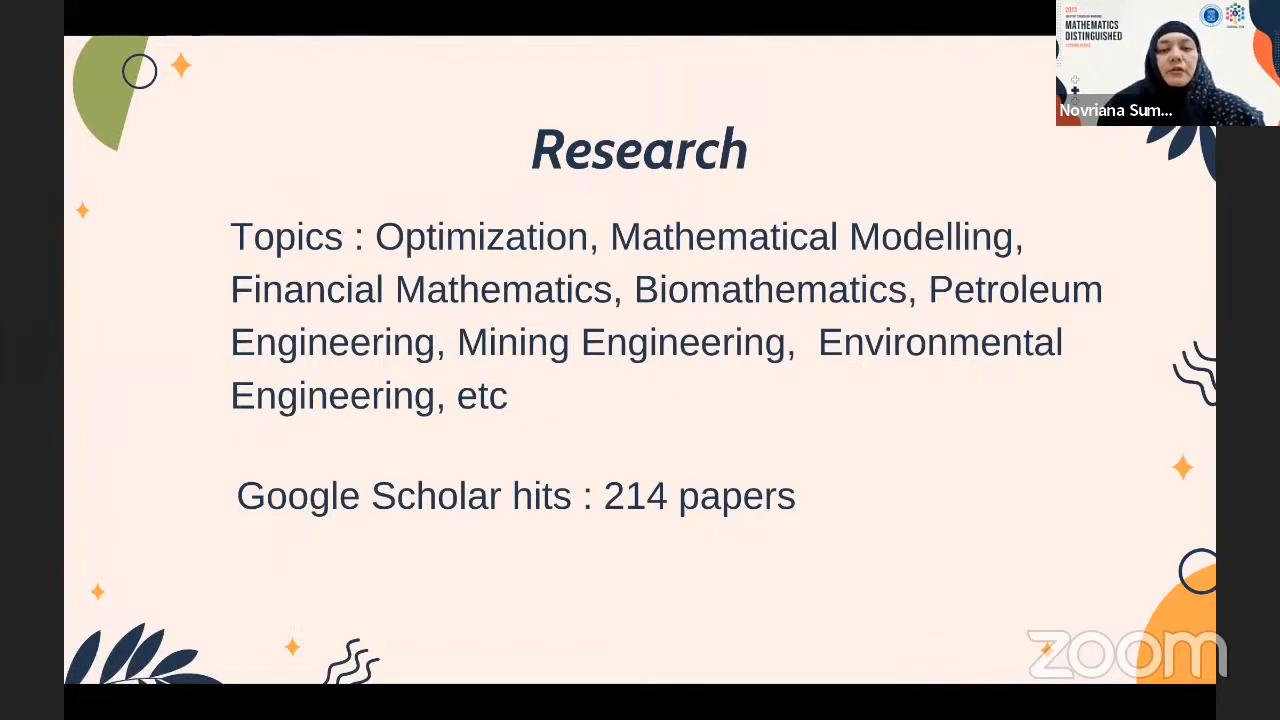 2023
MATHEMATICS
DISTINGUISHED
Novriana Sum...
Research
Topics : Optimization, Mathematical Modelling,
Financial Mathematics, Biomathematics, Petroleum
Engineering, Mining Engineering,  Environmental
Engineering, etc
Google Scholar hits : 214 papers
zoom